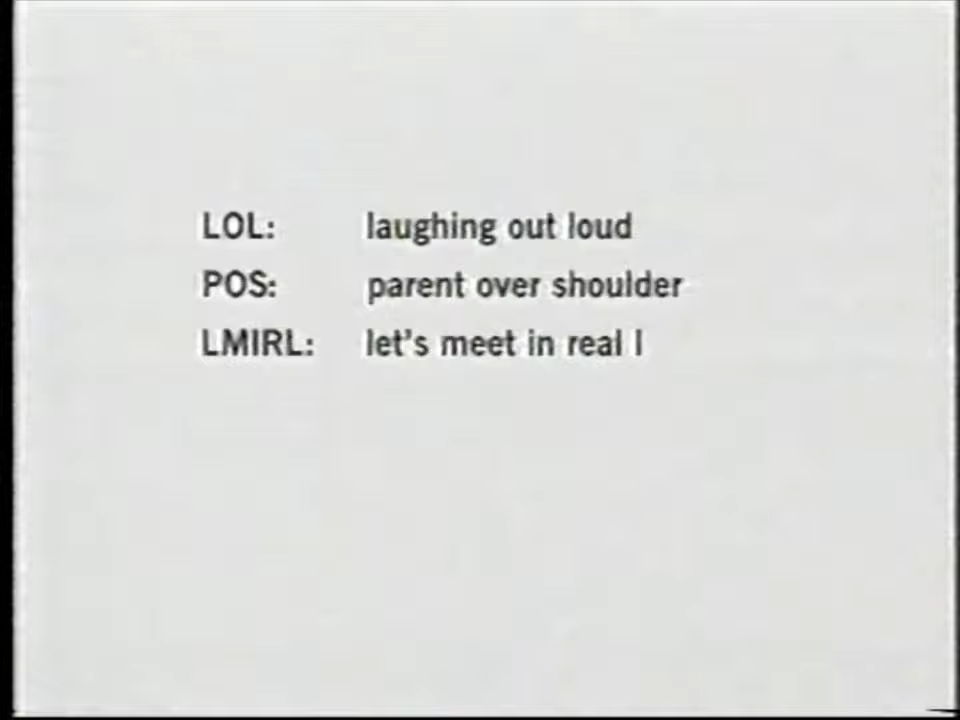 LOL: laughing out loud
POS: parent over shoulder
LMIRL: let's meet in real l